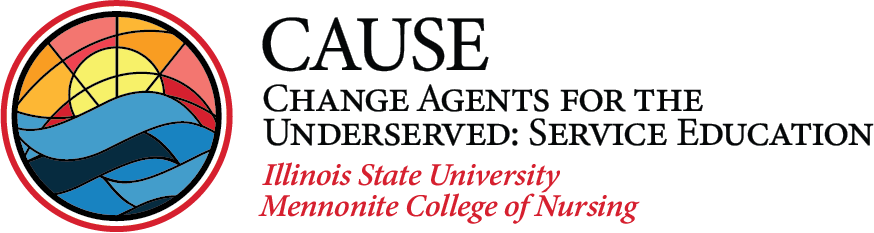 CAUSE
CHANGE AGENTS FOR THE
UNDERSERVED: SERVICE EDUCATION
Illinois State University
Mennonite College of Nursing